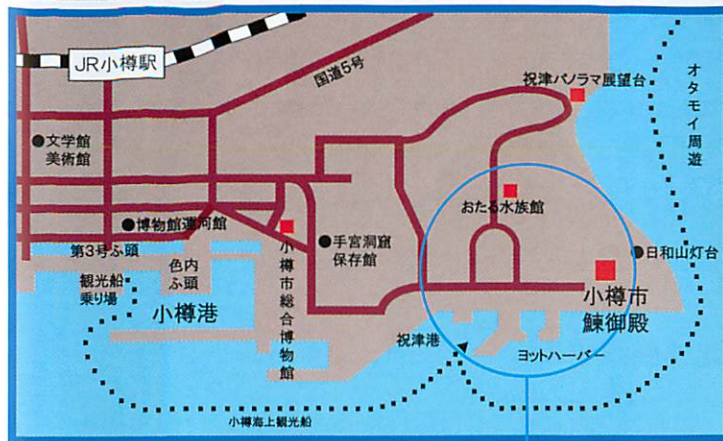 JR小樽駅
国道5号
祝津パノラマ展望台
オタモイ周遊
文学館
美術館
おたる水族館
博物館運河館
手宮洞窟
保存館
小樽市総合博物館
日和山灯台
第3号ふ頭
色内
ふ頭
観光船
乗り場
小樽港
小樽市
鰊御殿
祝津港
ヨットハーバー
小樽海上観光船